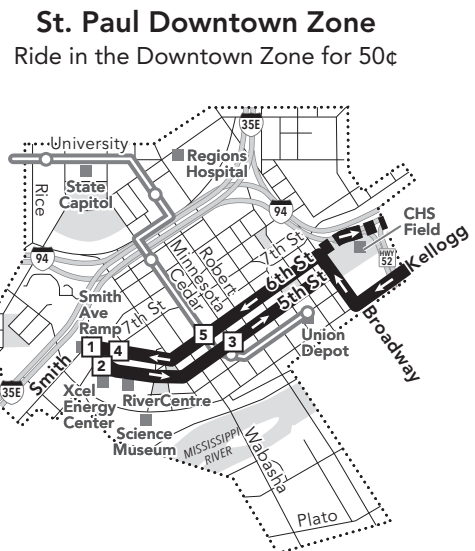 St. Paul Downtown Zone
Ride in the Downtown Zone for 50¢
35E
University
Regions
Hospital
State
Capitol
Rice
94
CHS
Field
Robert
Minnesota
Cedar
7th St
6th St
5th St
HWY
52
Kellogg
94
Smith
Ave
Ramp
7th St
Broadway
5
3
1
4
2
Union
Depot
35E
Smith
Xcel
Energy
Center
RiverCentre
Science
Museum
MISSISSIPPI
RIVER
Wabasha
Plato